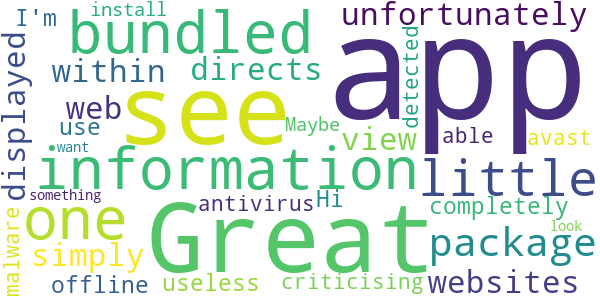 I'm
install
unfortunately
bundled
app
displayed
within
directs
detected
web
see
use
Maybe
view
able
avast
want
information
little
something
antivirus
Hi
one
Great
completely
malware
simply
package
look
offline
useless
criticising
websites